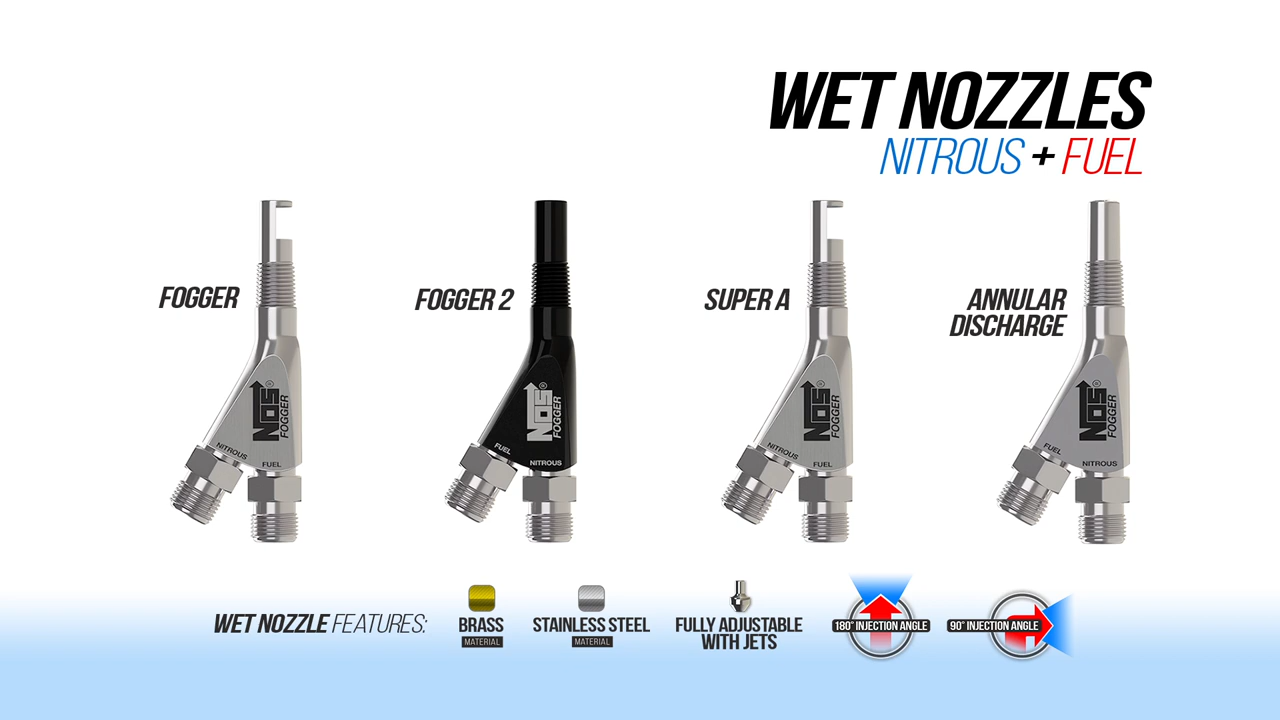 WET NOZZLES
NITROUS + FUEL
FOGGER
FOGGER 2
SUPER A
ANNULAR
DISCHARGE
NOS®
FOGGER
NITROUS
FUEL
NOS®
FOGGER
FUEL
NITROUS
NOS®
FOGGER
NITROUS
FUEL
NOS®
FOGGER
FUEL
NITROUS
WET NOZZLE FEATURES:
BRASS
MATERIAL
STAINLESS STEEL
MATERIAL
FULLY ADJUSTABLE
WITH JETS
180° INJECTION ANGLE
90° INJECTION ANGLE